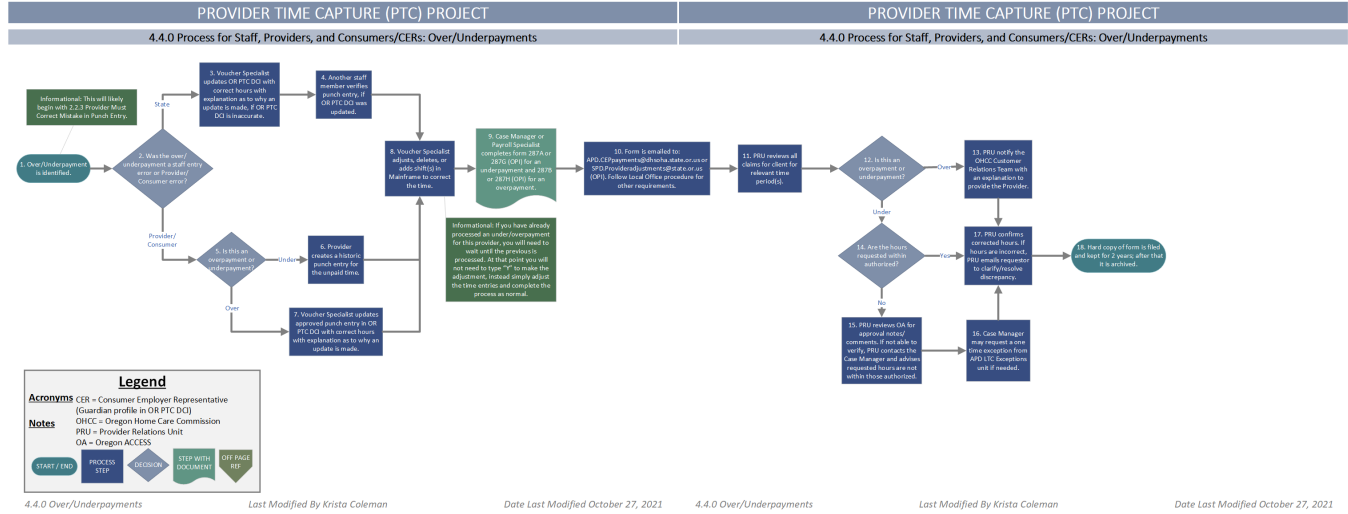 PROVIDER TIME CAPTURE (PTC) PROJECT
PROVIDER TIME CAPTURE (PTC) PROJECT
4.4.0 Process for Staff, Providers, and Consumers/CERs: Over/Underpayments
4.4.0 Process for Staff, Providers, and Consumers/CERs: Over/Underpayments
Informational: This will likely
begin with 2.2.3 Provider Must
Correct Mistake in Punch Entry.
1. Over/Underpayment
is identified.
2. Was the over/
underpayment a staff entry
error or Provider/
Consumer error?
State
3. Voucher Specialist
updates OR PTC DCI with
correct hours with
explanation as to why an
update is made, if OR PTC
DCI is inaccurate.
4. Another staff
member verifies
punch entry, if
OR PTC DCI was
updated.
Provider/
Consumer
5. Is this an
overpayment or
underpayment?
Under
6. Provider
creates a historic
punch entry for
the unpaid time.
Over
7. Voucher Specialist updates
approved punch entry in OR
PTC DCI with correct hours
with explanation as to why an
update is made.
8. Voucher Specialist
adjusts, deletes, or
adds shift(s) in
Mainframe to correct
the time.
9. Case Manager or
Payroll Specialist
completes form 287A or
287G (OPI) for an
underpayment and 287B
or 287H (OPI) for an
overpayment.
Informational: If you have already
processed an under/overpayment
for this provider, you will need to
wait until the previous is
processed. At that point you will
not need to type "Y" to make the
adjustment, instead simply adjust
the time entries and complete the
process as normal.
10. Form is emailed to:
APD.CEPpayments@dhsoha.state.or.us or
SPD.Provideradjustments@state.or.us
(OPI). Follow Local Office procedure for
other requirements.
11. PRU reviews all
claims for client for
relevant time
period(s).
12. Is this an
overpayment or
underpayment?
Over
13. PRU notify the
OHCC Customer
Relations Team with
an explanation to
provide the Provider.
Under
14. Are the hours
requested within
authorized?
Yes
No
15. PRU reviews OA for
approval notes/
comments. If not able to
verify, PRU contacts the
Case Manager and advises
requested hours are not
within those authorized.
16. Case Manager
may request a one
time exception from
APD LTC Exceptions
unit if needed.
17. PRU confirms
corrected hours. If
hours are incorrect,
PRU emails requestor
to clarify/resolve
discrepancy.
18. Hard copy of form is filed
and kept for 2 years; after that
it is archived.
Legend
Acronyms
CER = Consumer Employer Representative
(Guardian profile in OR PTC DCI)
Notes
OHCC = Oregon Home Care Commission
PRU = Provider Relations Unit
OA = Oregon ACCESS
START / END
PROCESS
STEP
DECISION
STEP WITH
DOCUMENT
OFF PAGE
REF
4.4.0 Over/Underpayments
Last Modified By Krista Coleman
Date Last Modified October 27, 2021
4.4.0 Over/Underpayments
Last Modified By Krista Coleman
Date Last Modified October 27, 2021